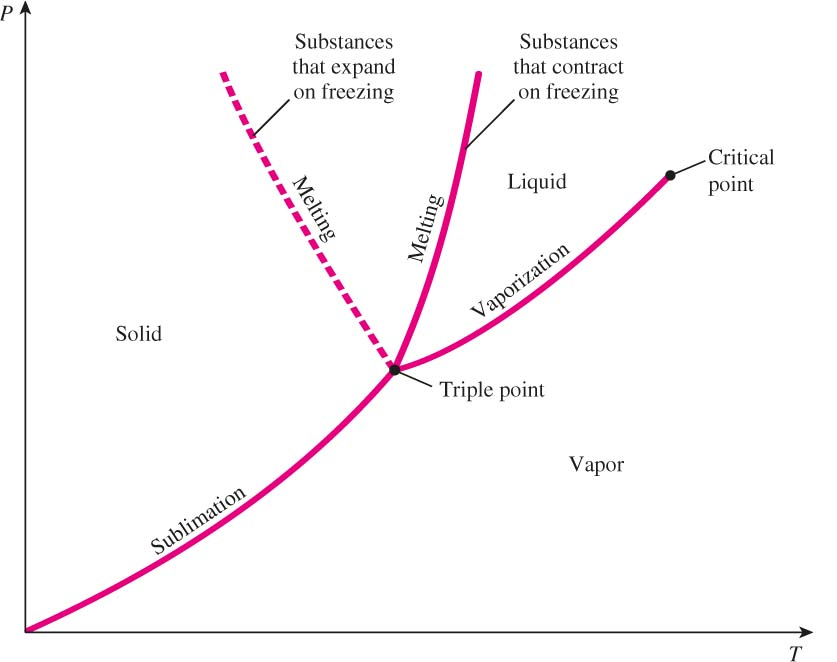 P
Substances
that expand
on freezing
Substances
that contract
on freezing
Critical
point
Liquid
Melting
Melting
Vaporization
Solid
Triple point
Vapor
Sublimation
T